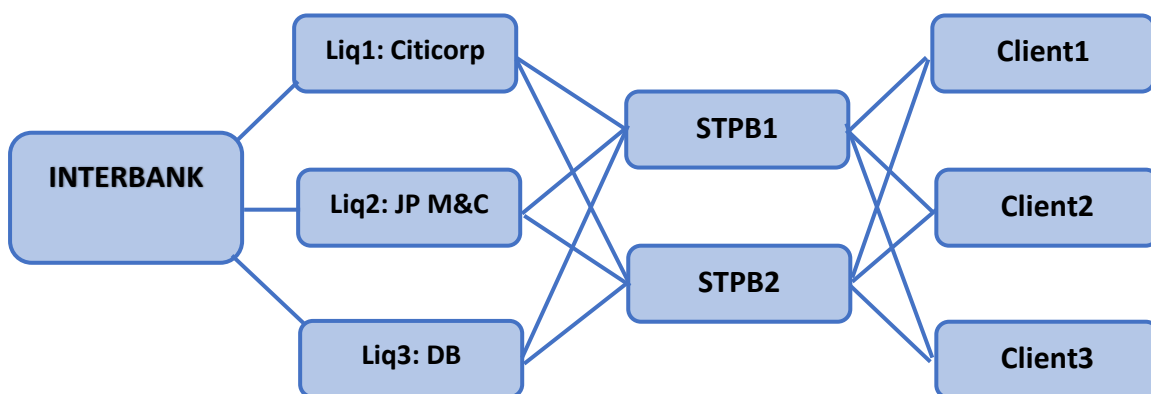 INTERBANK
Liq1: Citicorp
Liq2: JP M&C
Liq3: DB
STPB1
STPB2
Client1
Client2
Client3